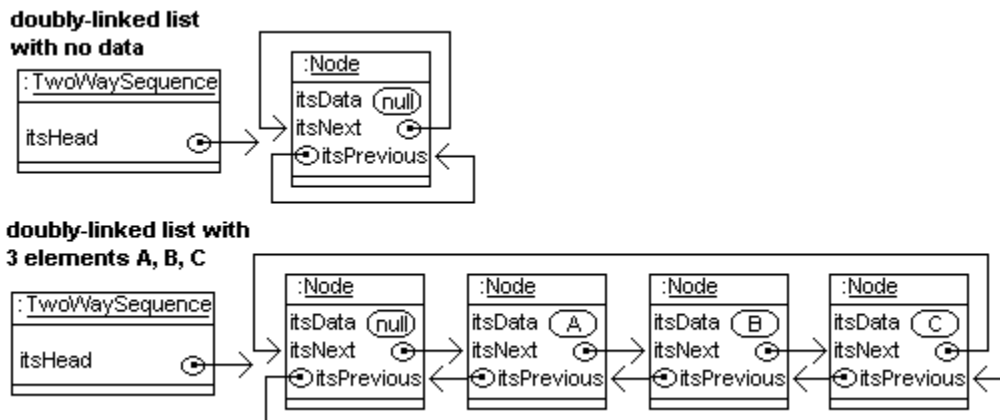 doubly-linked list
with no data
: TwoWaySequence
itsHead
:Node
itsData null
itsNext
itsPrevious
doubly-linked list with
3 elements A, B, C
: TwoWaySequence
itsHead
:Node
itsData null
itsNext
itsPrevious
:Node
itsData A
itsNext
itsPrevious
:Node
itsData B
itsNext
itsPrevious
:Node
itsData C
itsNext
itsPrevious